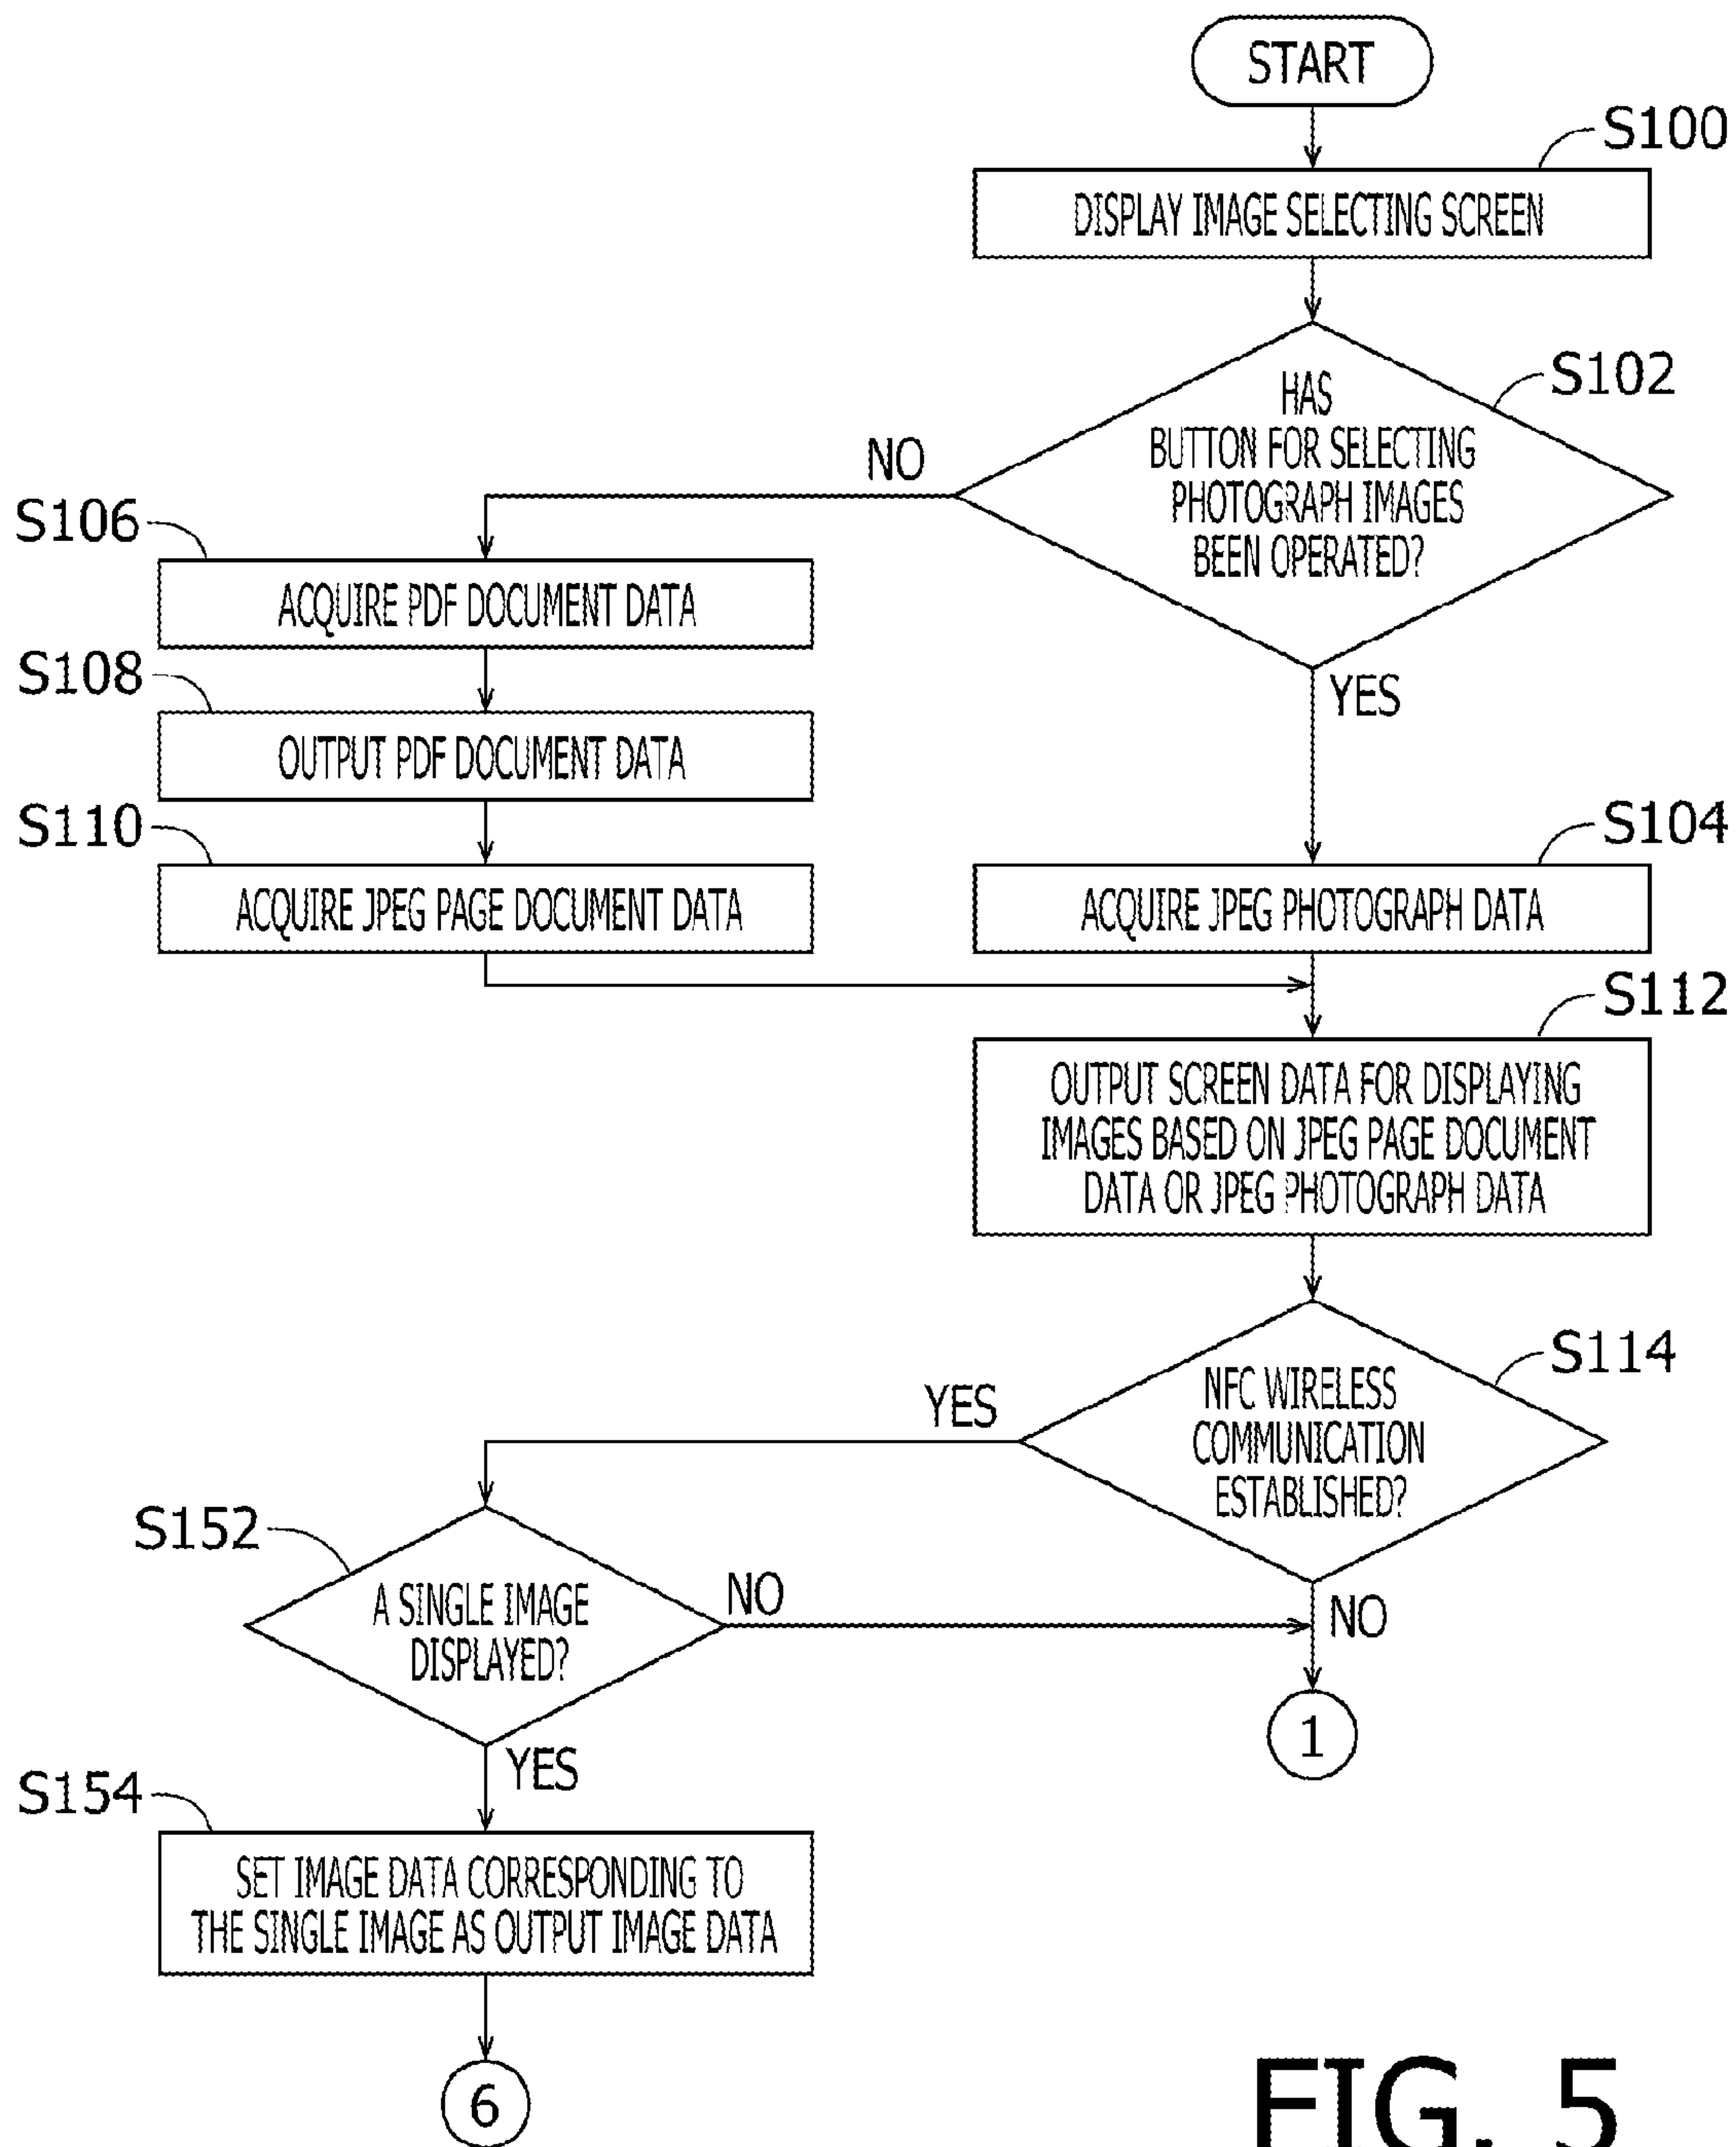 START
S100
DISPLAY IMAGE SELECTING SCREEN
S102
HAS
BUTTON FOR SELECTING
PHOTOGRAPH IMAGES
BEEN OPERATED?
NO
YES
S106
ACQUIRE PDF DOCUMENT DATA
S108
OUTPUT PDF DOCUMENT DATA
S110
ACQUIRE JPEG PAGE DOCUMENT DATA
S104
ACQUIRE JPEG PHOTOGRAPH DATA
S112
OUTPUT SCREEN DATA FOR DISPLAYING
IMAGES BASED ON JPEG PAGE DOCUMENT
DATA OR JPEG PHOTOGRAPH DATA
S114
NFC WIRELESS
COMMUNICATION
ESTABLISHED?
YES
NO
S152
A SINGLE IMAGE
DISPLAYED?
NO
YES
1
S154
SET IMAGE DATA CORRESPONDING TO
THE SINGLE IMAGE AS OUTPUT IMAGE DATA
6
FIG. 5